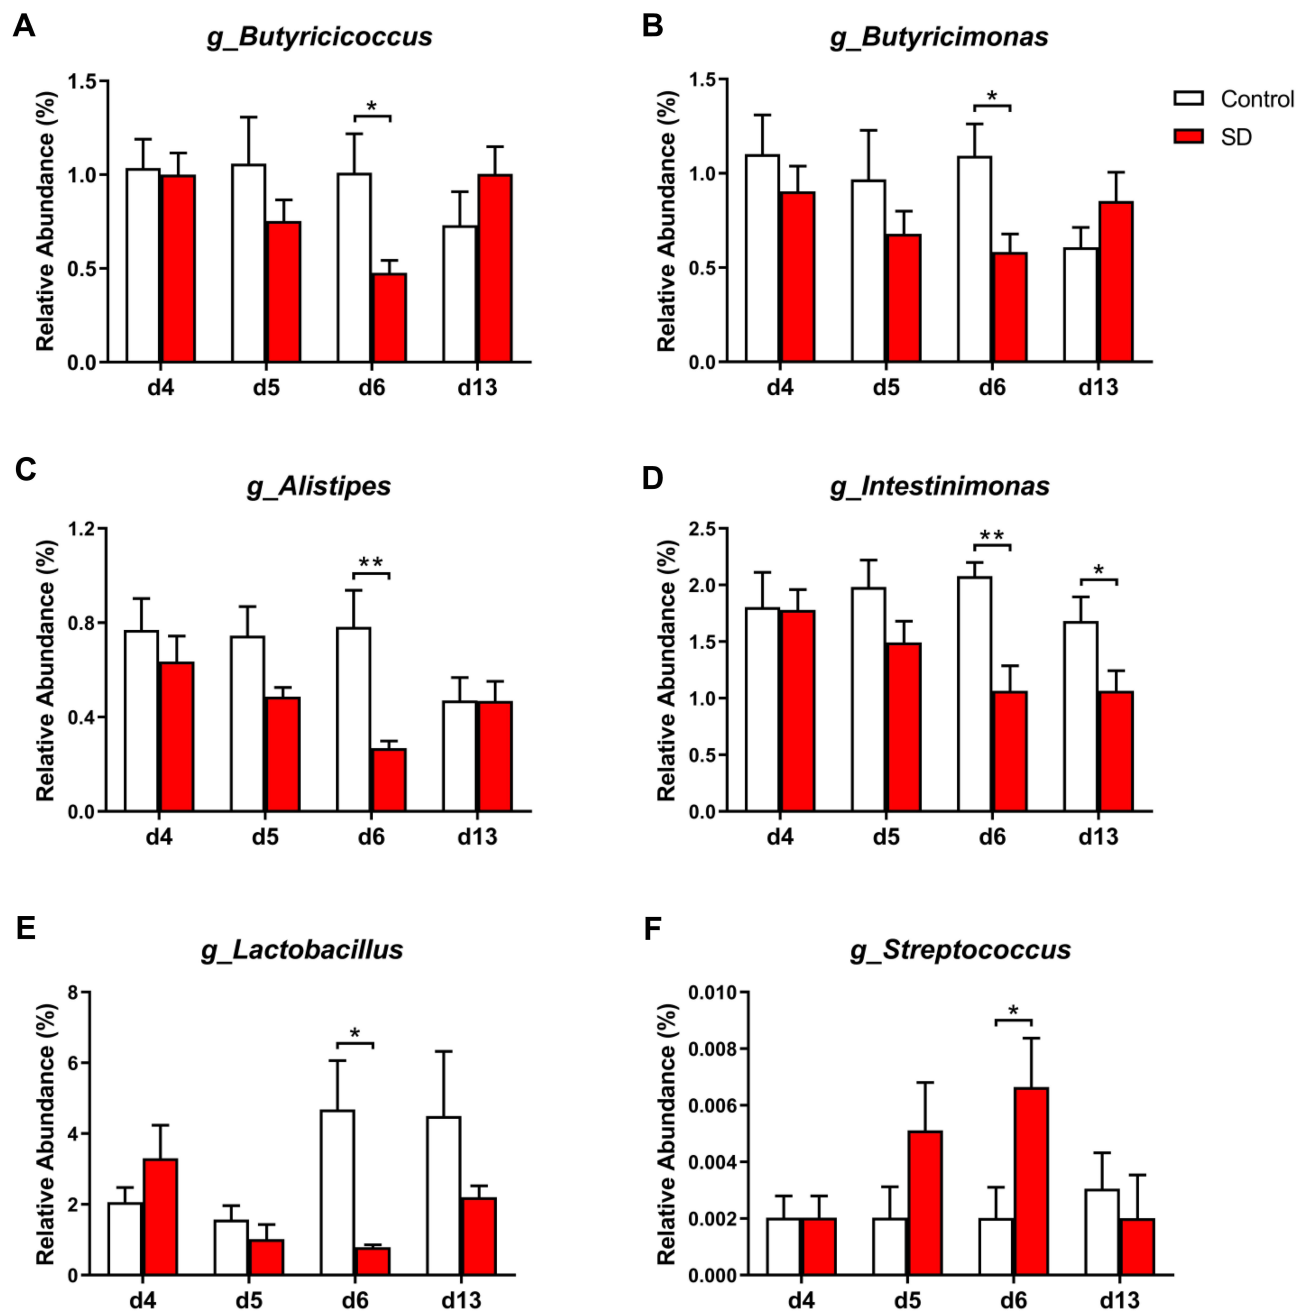 A
g_Butyricicoccus
Relative Abundance (%)
1.5
1.0
0.5
0.0
*
d4 d5 d6 d13
B
g_Butyricimonas
Relative Abundance (%)
1.5
1.0
0.5
0.0
*
d4 d5 d6 d13
Control
SD
C
g_Alistipes
Relative Abundance (%)
1.2
0.8
0.4
0.0
**
d4 d5 d6 d13
D
g_Intestinimonas
Relative Abundance (%)
2.5
2.0
1.5
1.0
0.5
0.0
**
*
d4 d5 d6 d13
E
g_Lactobacillus
Relative Abundance (%)
8
6
4
2
0
*
d4 d5 d6 d13
F
g_Streptococcus
Relative Abundance (%)
0.010
0.008
0.006
0.004
0.002
0.000
*
d4 d5 d6 d13